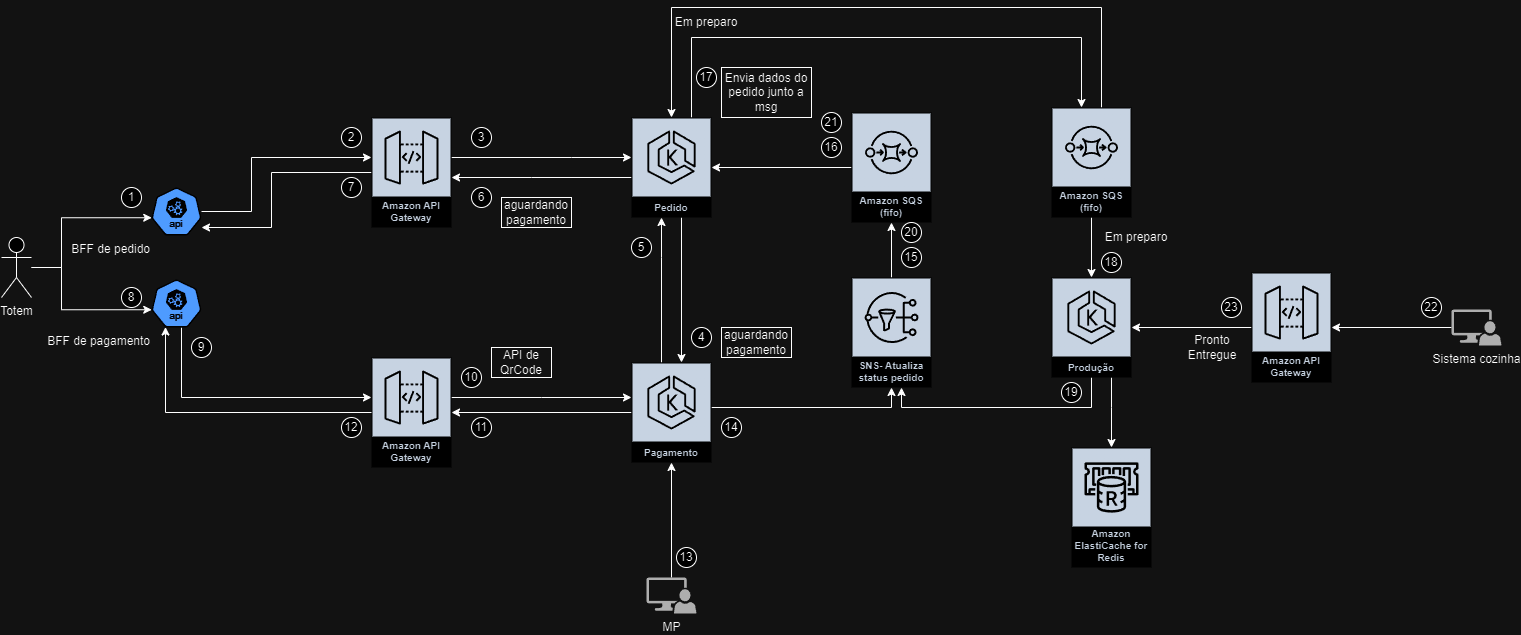 Em preparo
17
Envia dados do
pedido junto a
msg
21
16
2
3
1
api
7
6
Amazon API
Gateway
aguardando
pagamento
Pedido
Amazon SQS
(fifo)
Amazon SQS
(fifo)
20
15
5
BFF de pedido
Em preparo
18
Totem
8
api
BFF de pagamento
9
4
aguardando
pagamento
SNS- Atualiza
status pedido
Produção
23
Pronto
Entregue
Amazon API
Gateway
22
Sistema cozinha
API de
QrCode
10
19
12
11
14
Amazon API
Gateway
Pagamento
R
Amazon
ElastiCache for
Redis
13
MP
K
K
K